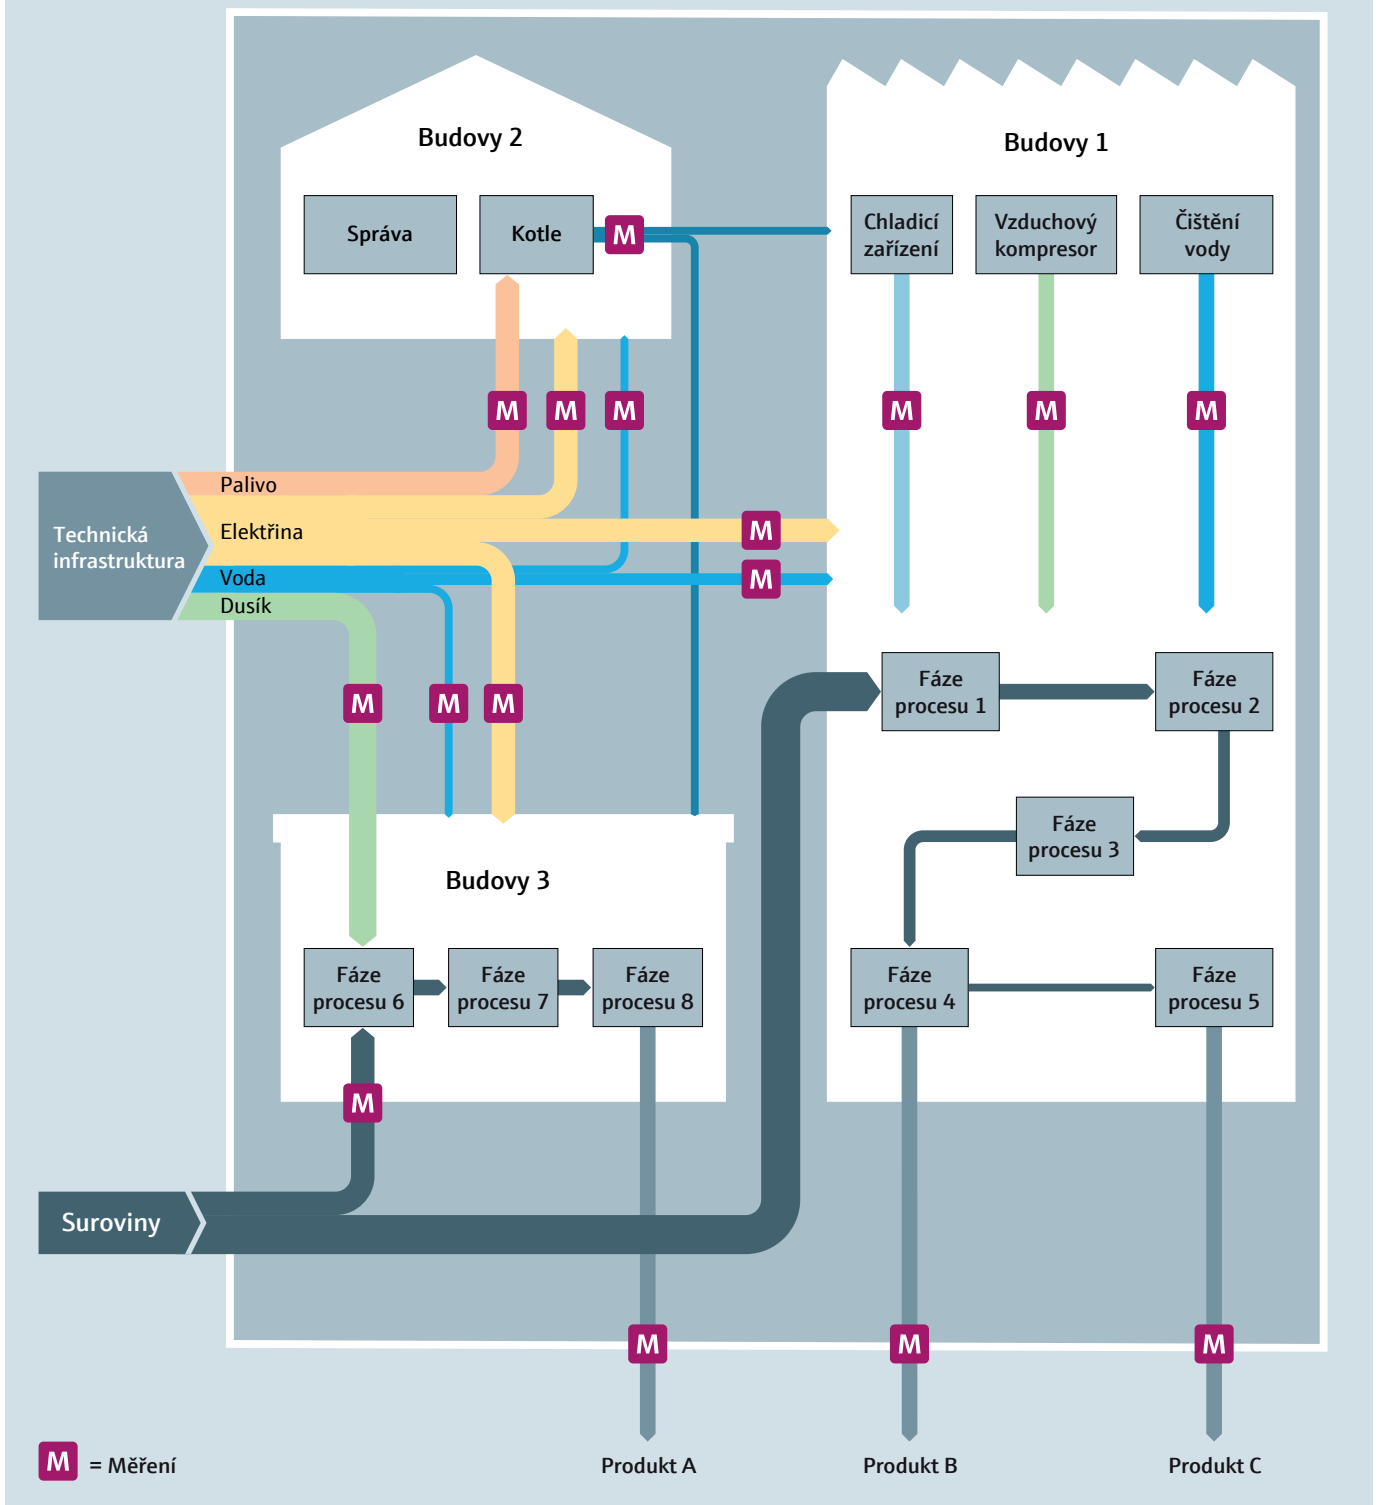 Budovy 2
Budovy 1
Správa
Kotle
M
Chladicí
zařízení
Vzduchový
kompresor
Čištění
vody
M
M
M
M
M
M
Technická
infrastruktura
Palivo
Elektřina
Voda
Dusík
M
M
M
M
M
Fáze
procesu 1
Fáze
procesu 2
Fáze
procesu 3
Budovy 3
Fáze
procesu 6
Fáze
procesu 7
Fáze
procesu 8
Fáze
procesu 4
Fáze
procesu 5
M
Suroviny
M
M
M
M = Měření
Produkt A
Produkt B
Produkt C